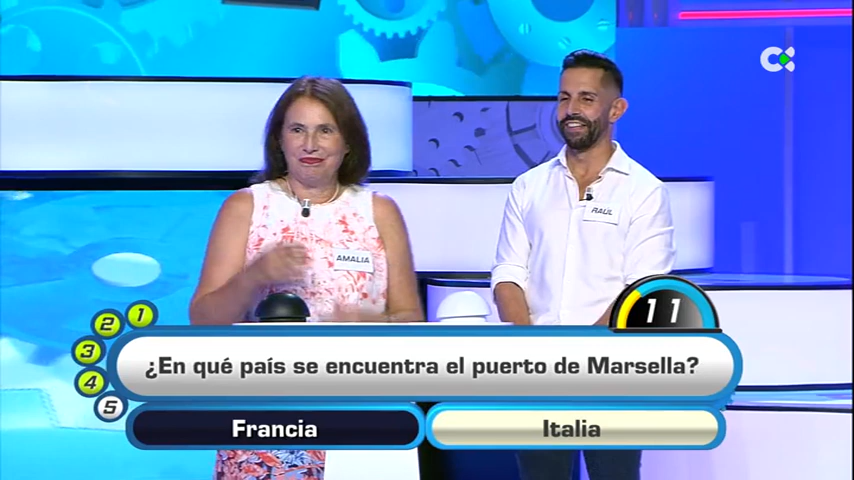 AMALIA
RAUL
11
1
2
3
4
5
¿En qué país se encuentra el puerto de Marsella?
Francia
Italia